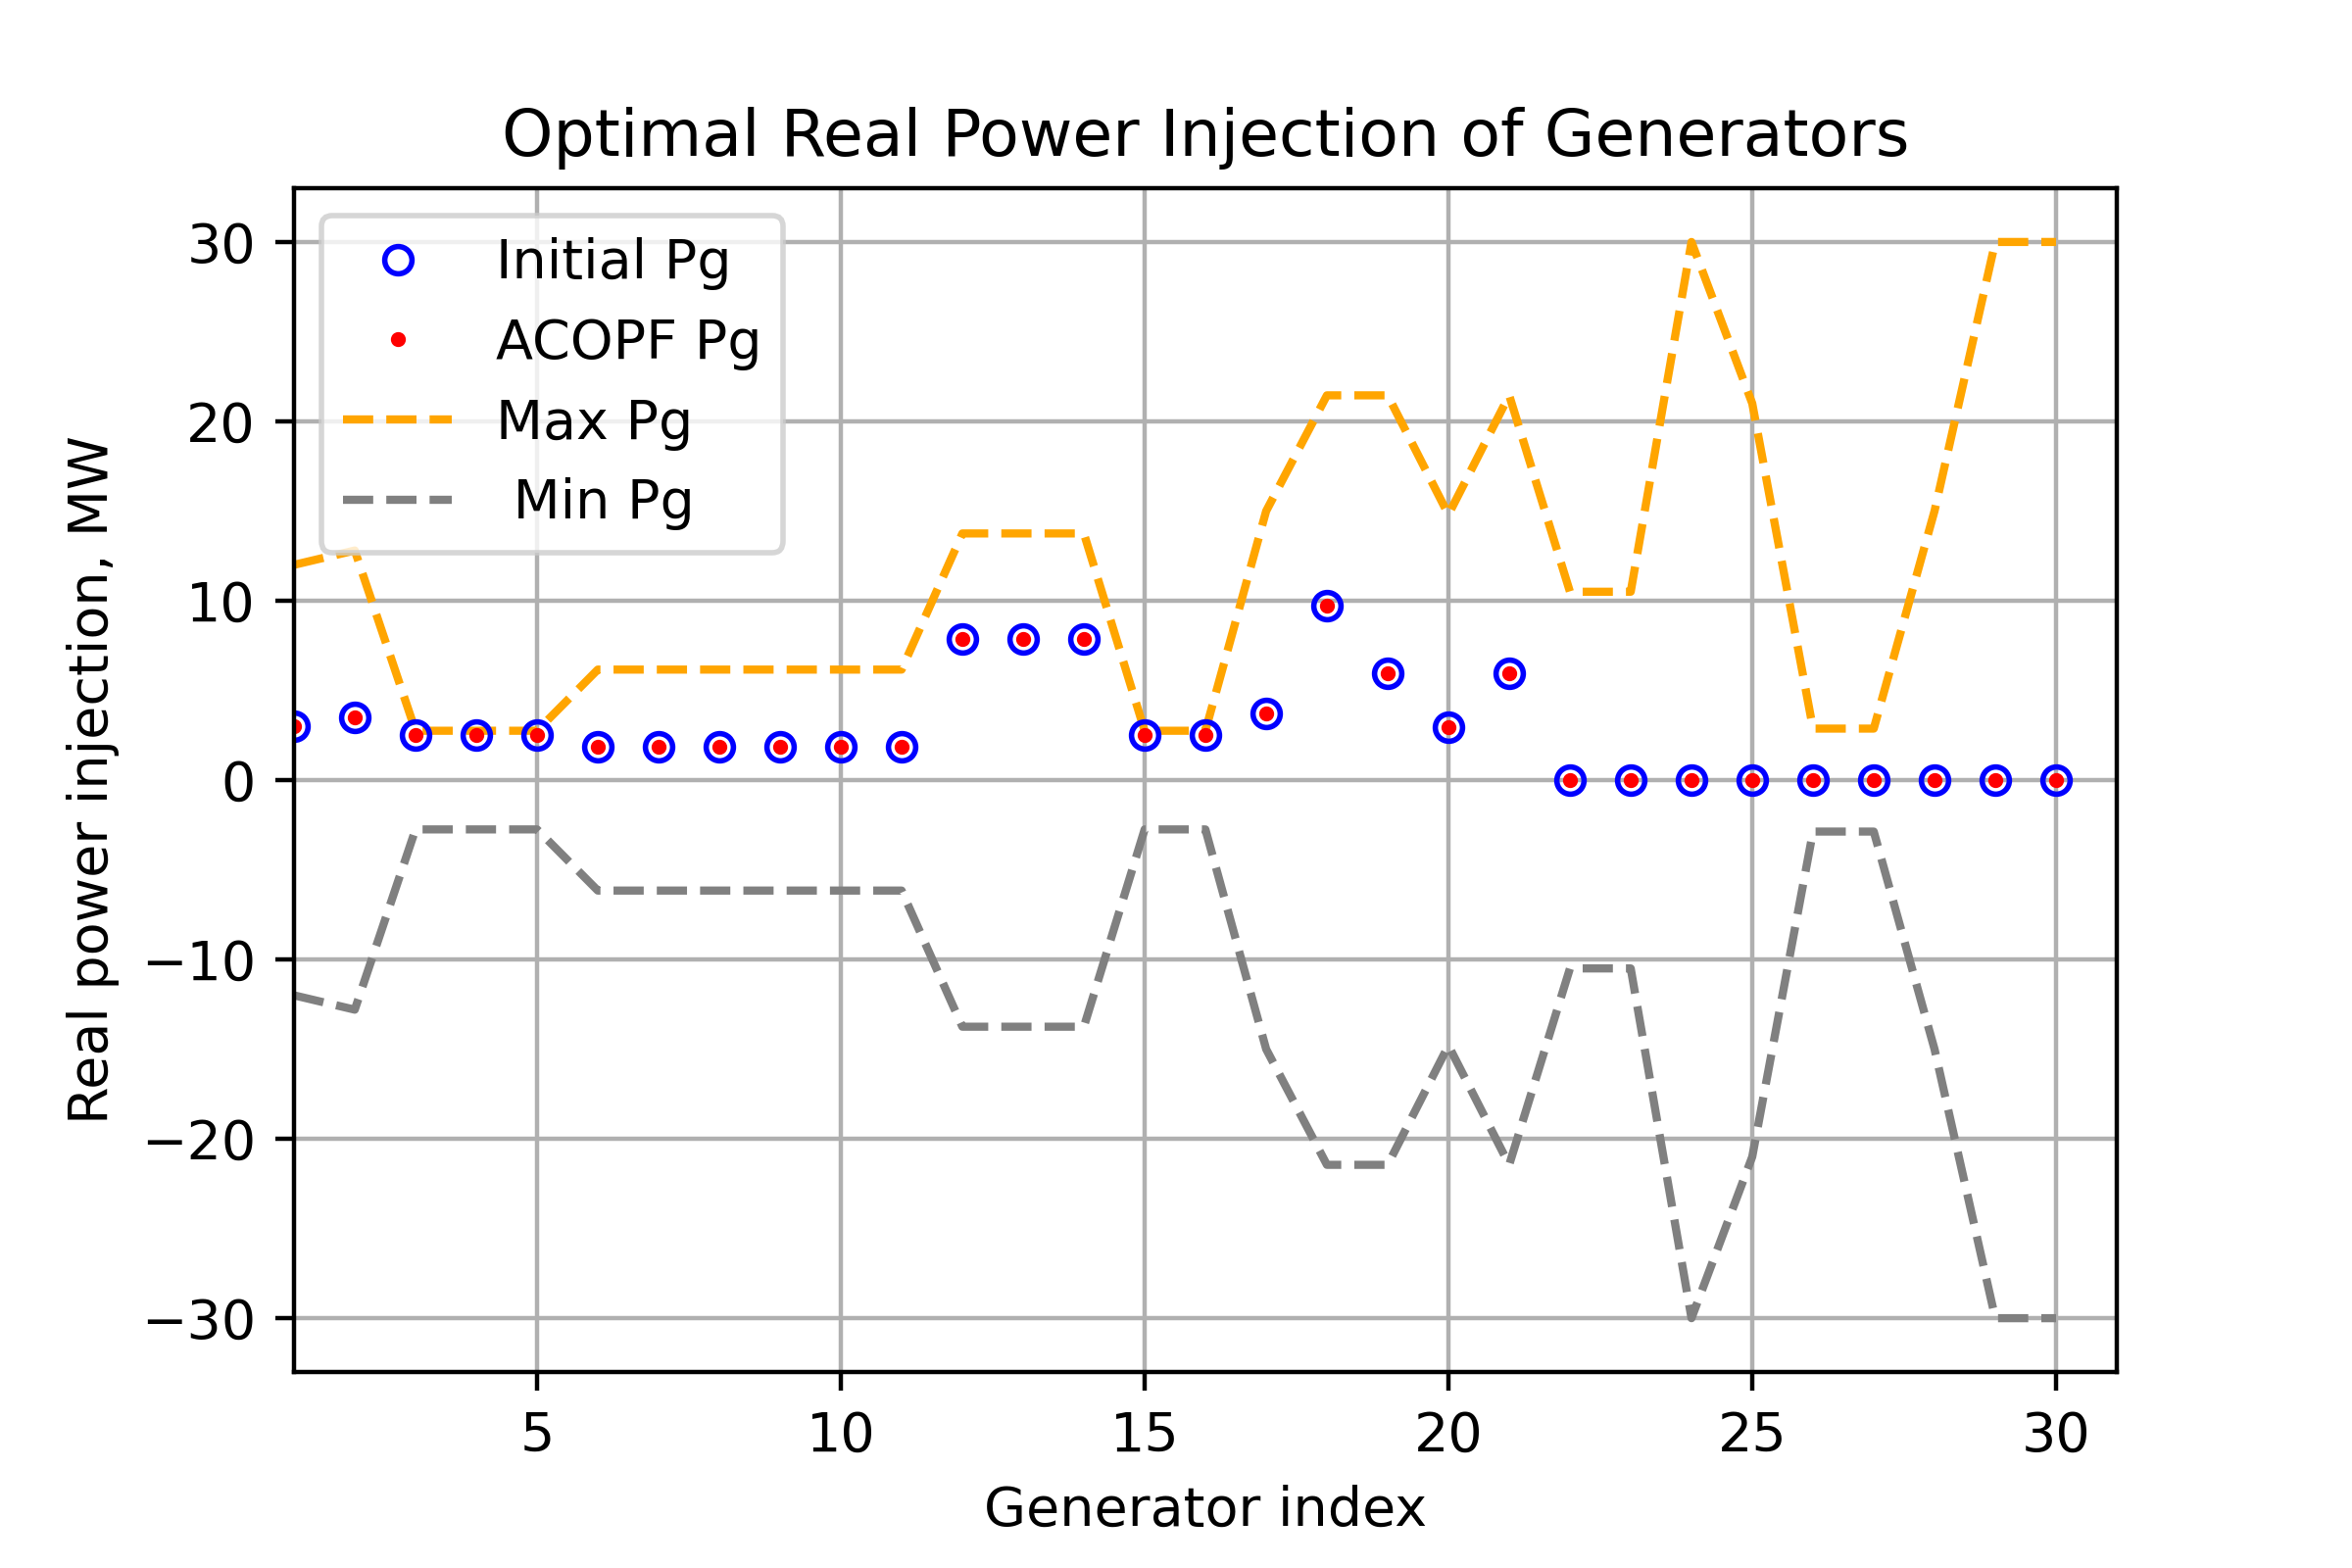 Optimal Real Power Injection of Generators
Initial Pg
ACOPF Pg
Max Pg
Min Pg
30
20
10
0
−10
−20
−30
Real power injection, MW
5 10 15 20 25 30
Generator index